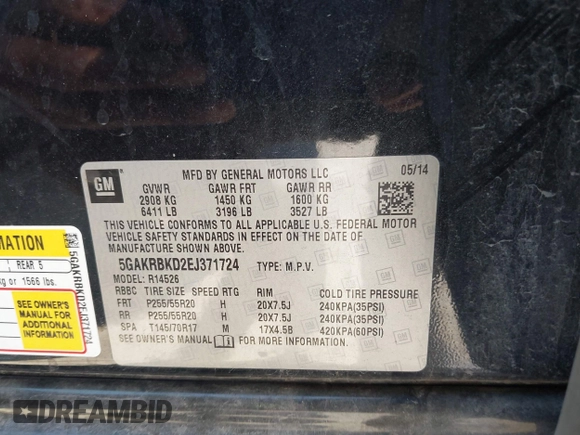 GM
MFD BY GENERAL MOTORS LLC
05/14
GVWR GAWR FRT GAWR RR
2908 KG 1450 KG 1600 KG
6411 LB 3196 LB 3527 LB
THIS VEHICLE CONFORMS TO ALL APPLICABLE U.S. FEDERAL MOTOR
VEHICLE SAFETY STANDARDS IN EFFECT ON THE DATE OF
MANUFACTURE SHOWN ABOVE.
5GAKRBKD2EJ371724 TYPE: M.P.V.
MODEL: R14526
RBBC TIRE SIZE SPEED RTG RIM COLD TIRE PRESSURE
FRT P255/55R20 H 20X7.5J 240KPA(35PSI)
RR P255/55R20 H 20X7.5J 240KPA(35PSI)
SPA T145/70R17 M 17X4.5B 420KPA(60PSI)
SEE OWNER'S MANUAL FOR MORE INFORMATION.
MATION
REAR 5
kg or 1566 lbs.
SEE OWNER'S
MANUAL FOR
ADDITIONAL
INFORMATION
5GAKRBKD2EJ371724
DREAMBID